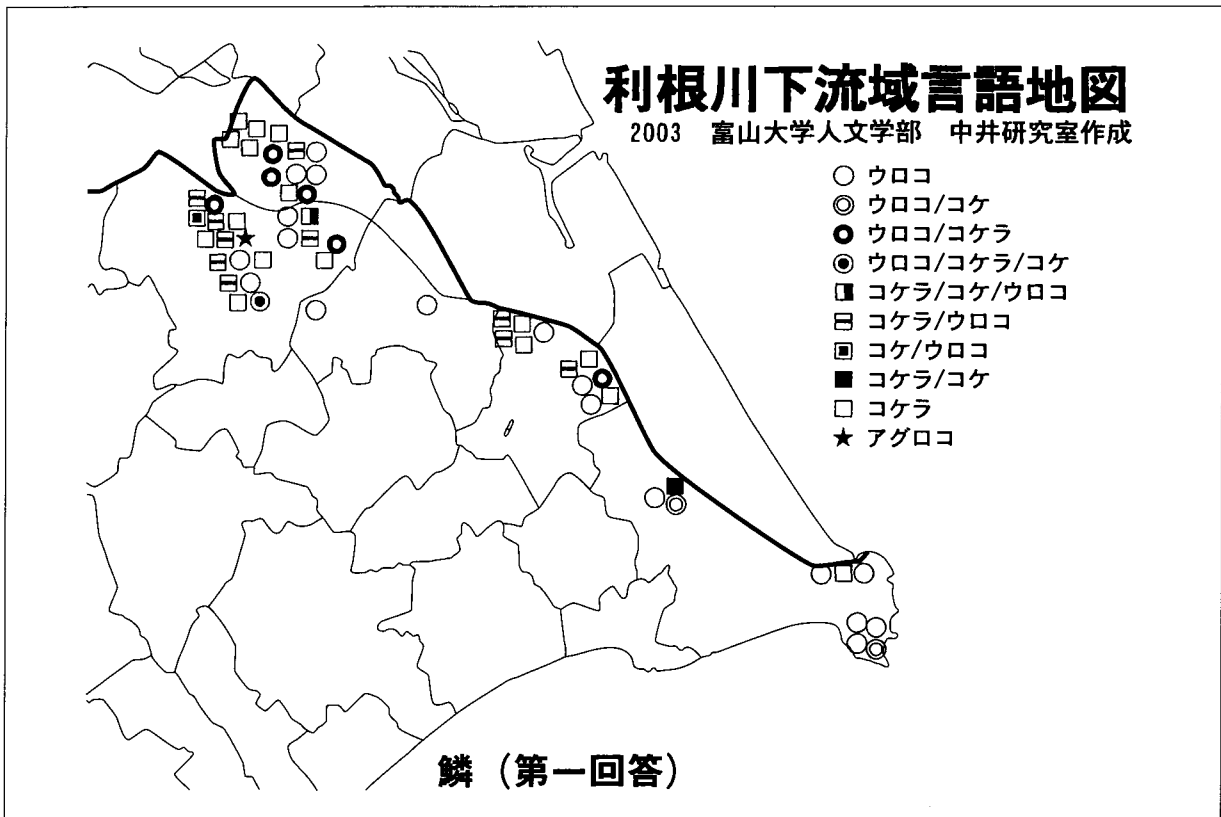 利根川下流域言語地図
2003 富山大学人文学部 中井研究室作成
ウロコ
ウロコ/コケ
ウロコ/コケラ
ウロコ/コケラ/コケ
コケラ/コケ/ウロコ
コケラ/ウロコ
コケ/ウロコ
コケラ/コケ
コケラ
アグロコ
鱗（第一回答）